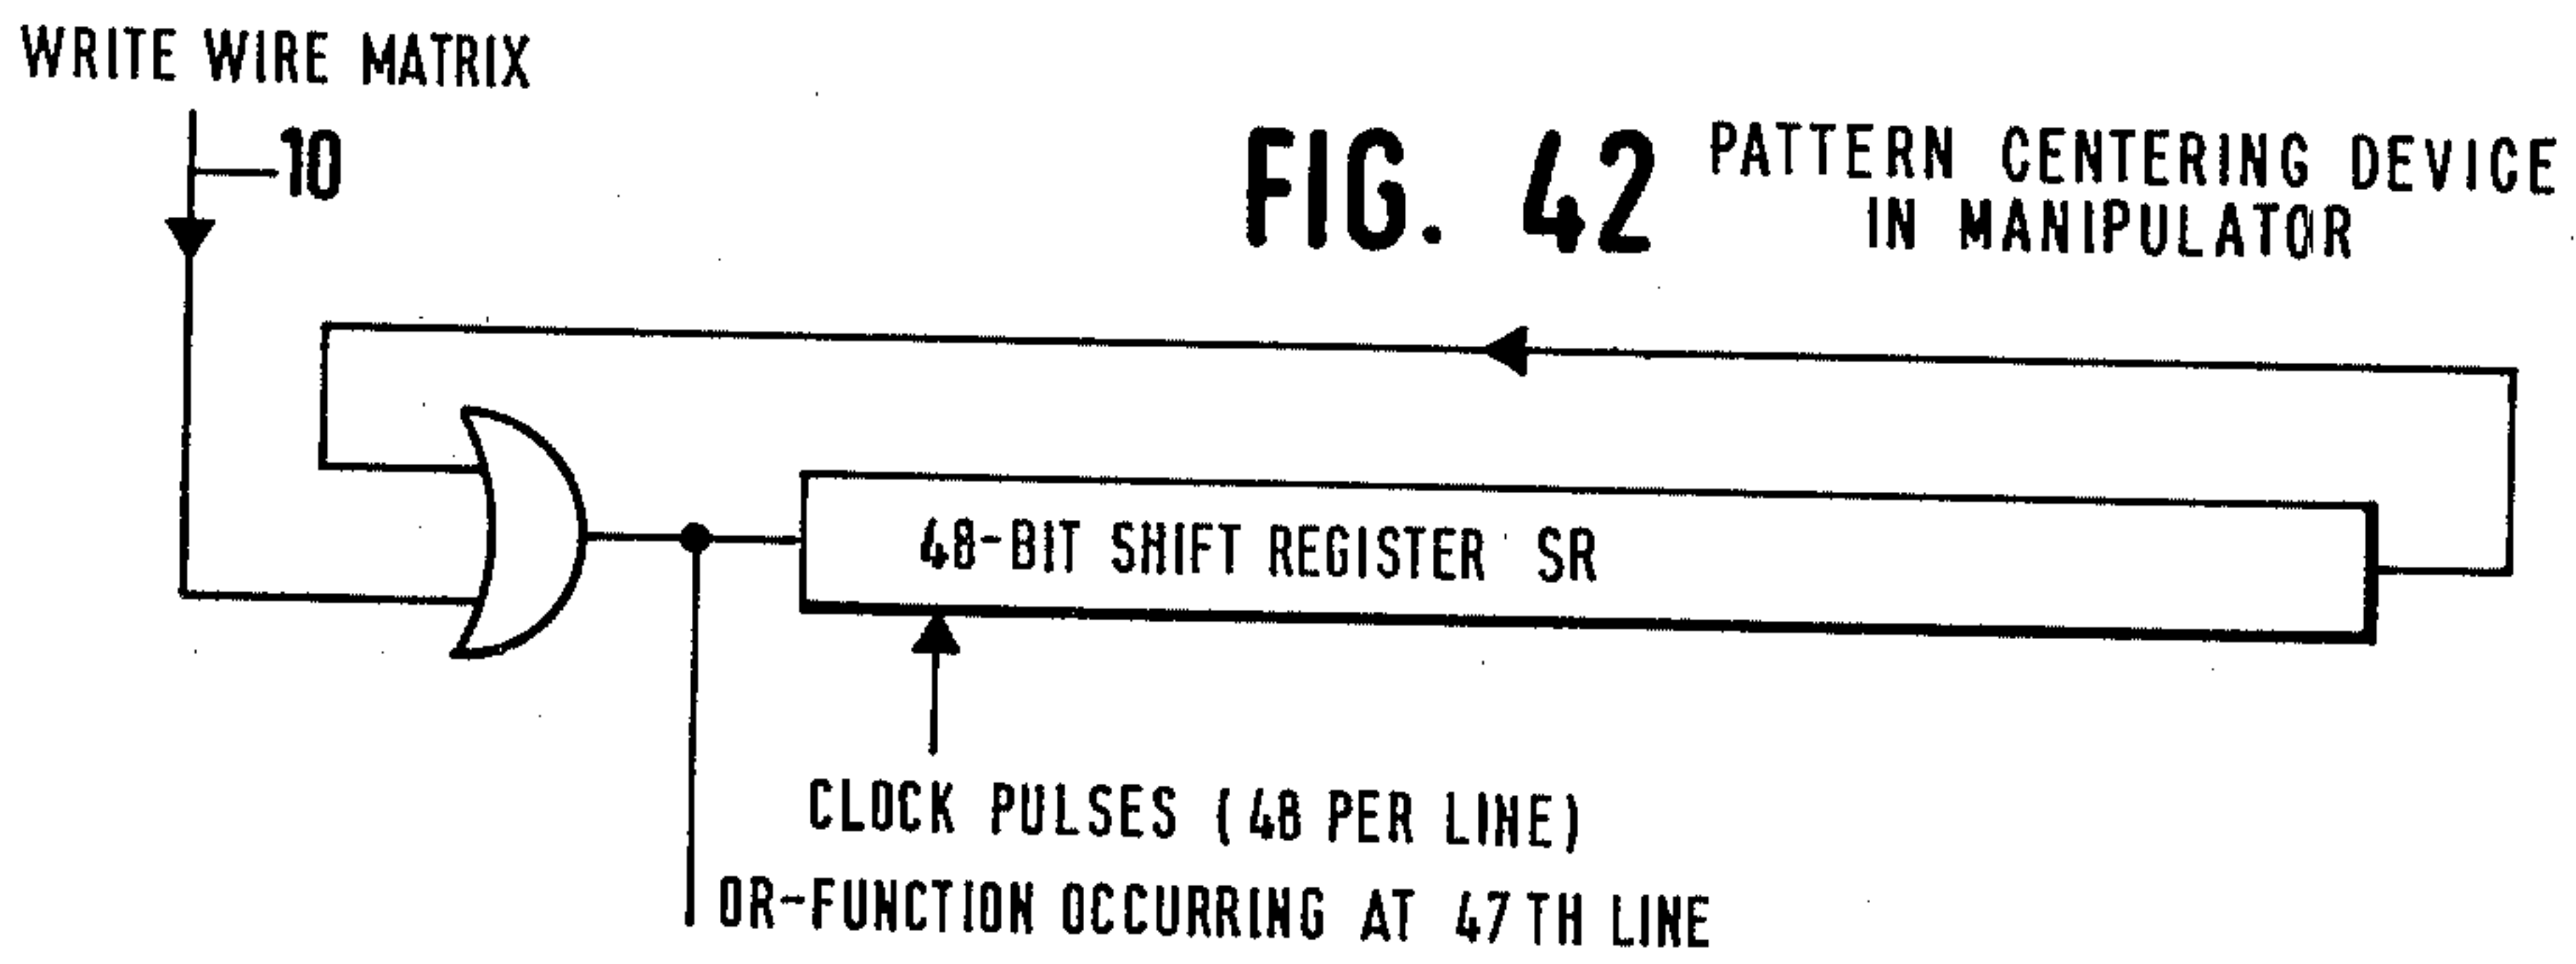 WRITE WIRE MATRIX
10
FIG. 42 PATTERN CENTERING DEVICE
IN MANIPULATOR
48-BIT SHIFT REGISTER SR
CLOCK PULSES (48 PER LINE)
OR-FUNCTION OCCURRING AT 47TH LINE